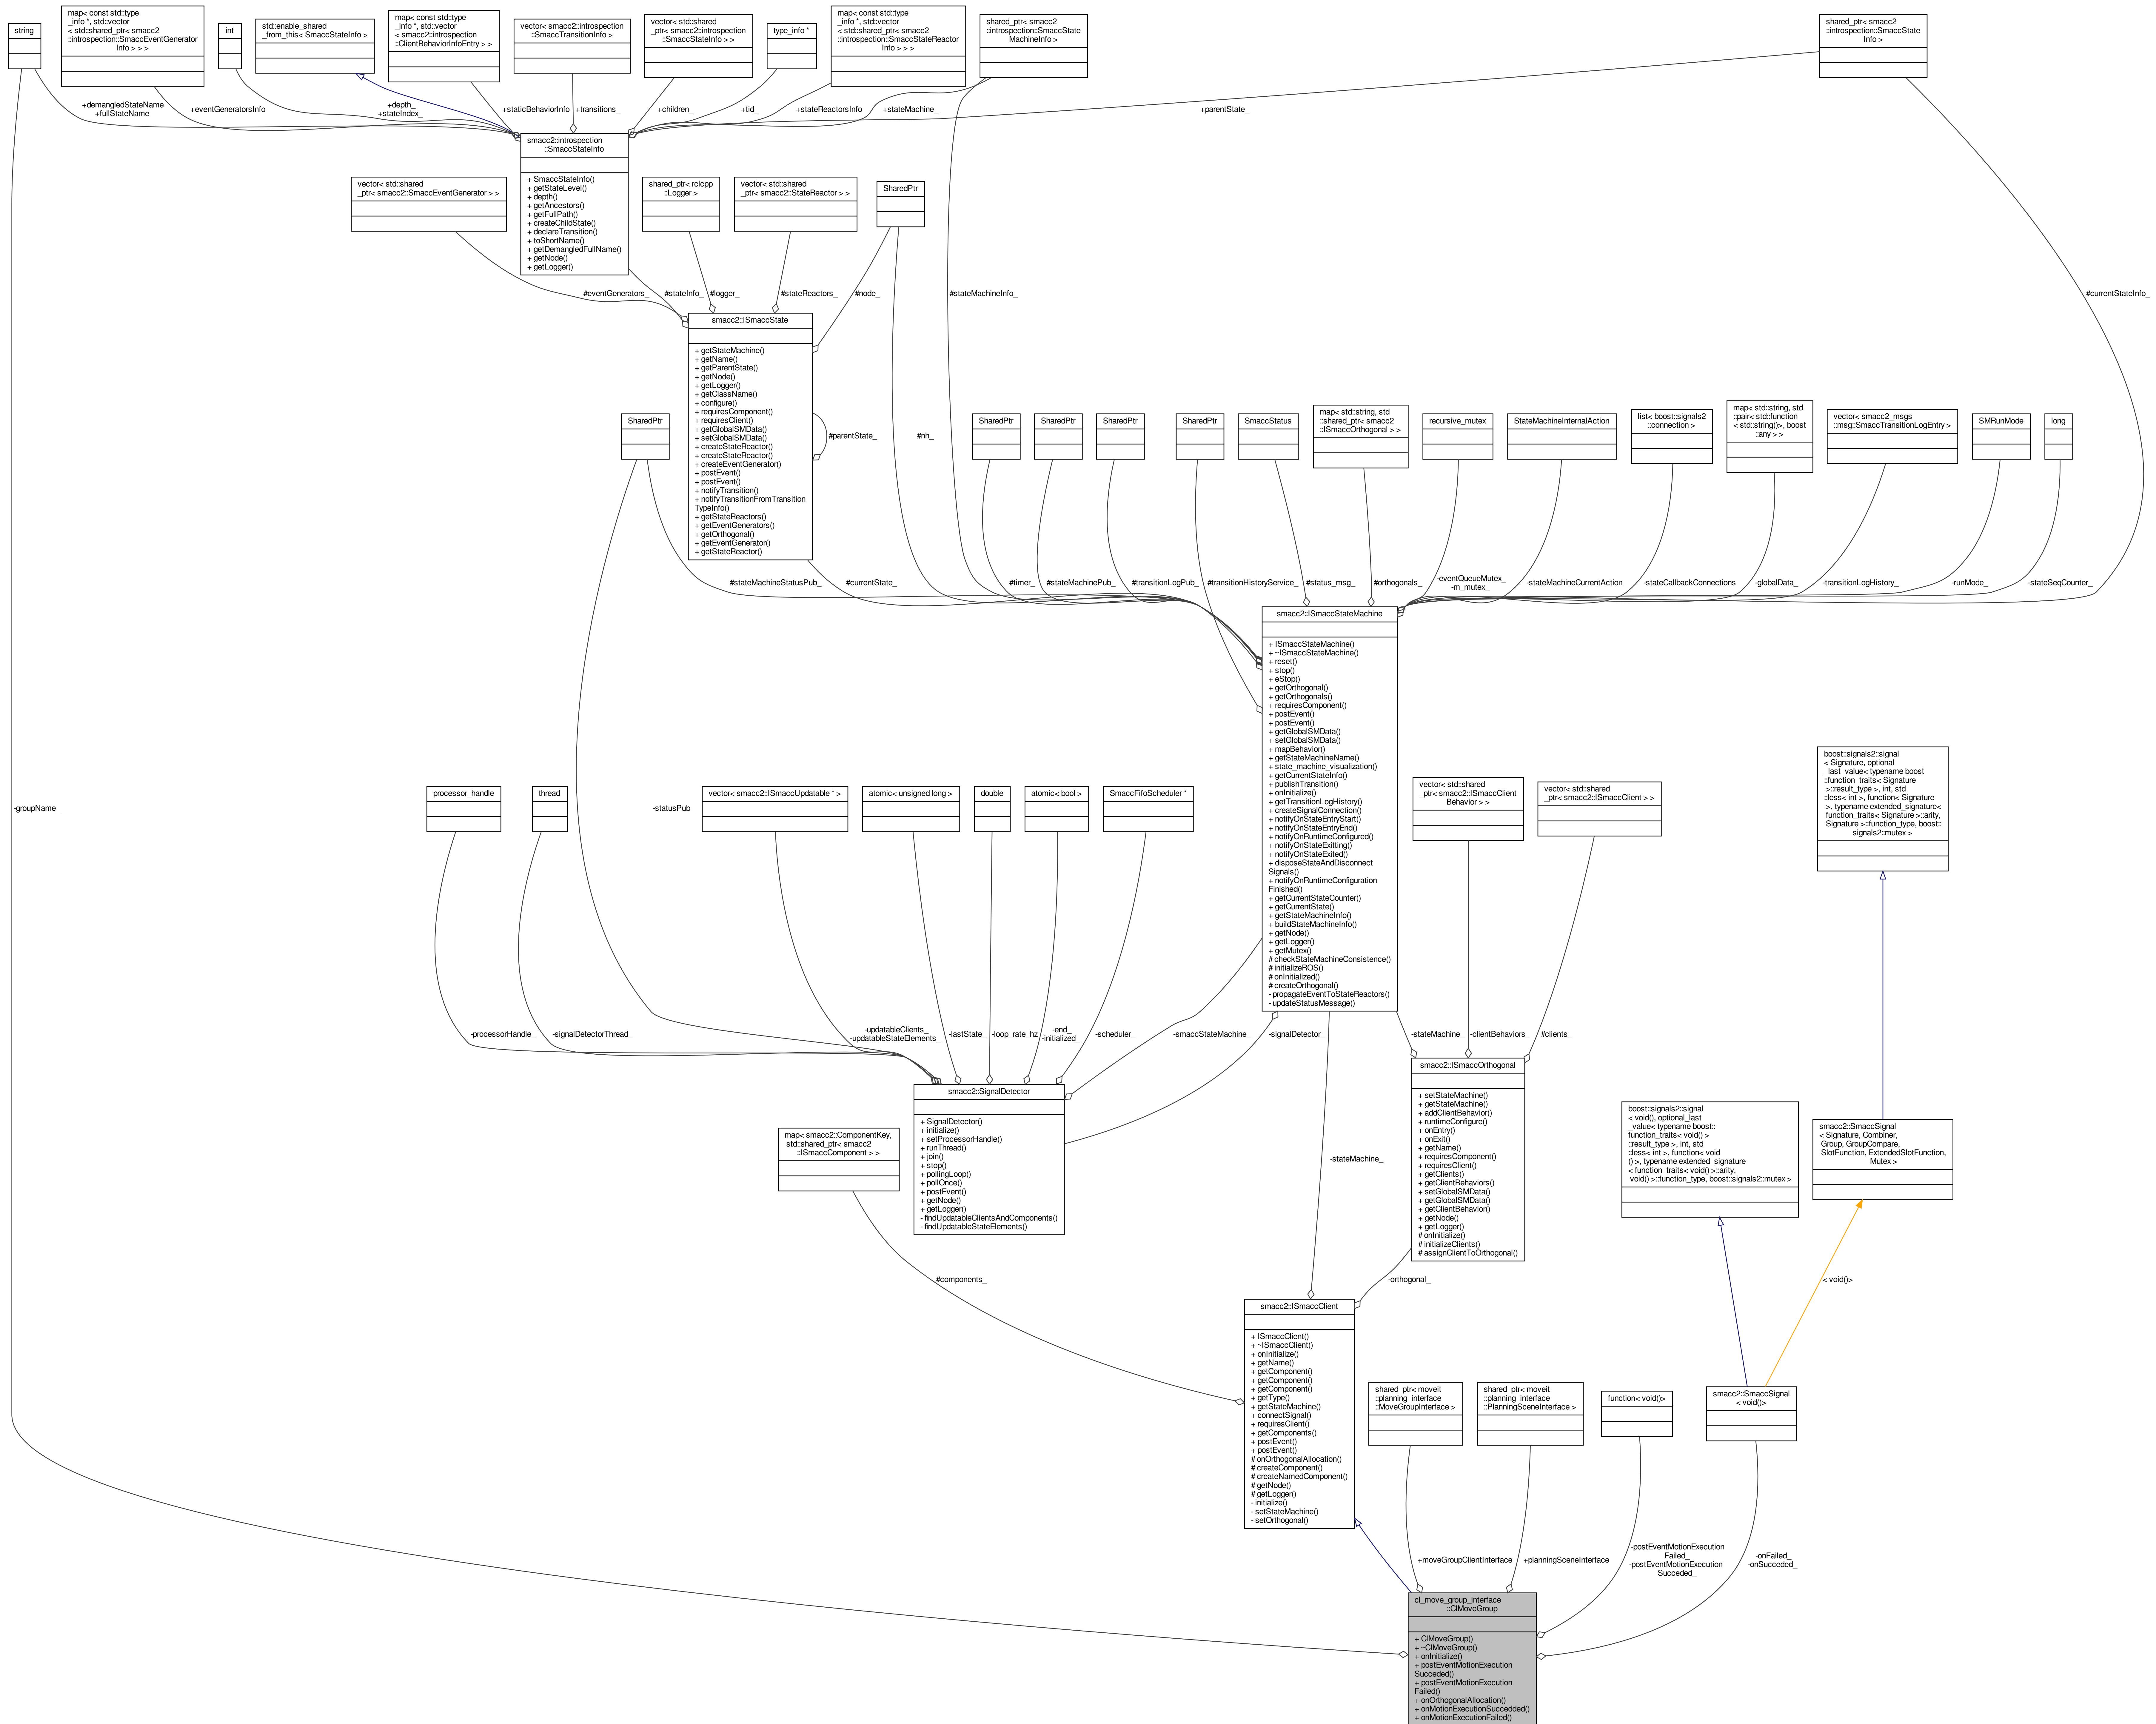 string
map< const std::type
_info *, std::vector
< std::shared_ptr< smacc2
::introspection::SmaccEventGenerator
Info > > >
int
std::enable_shared
_from_this< SmaccStateInfo >
map< const std::type
_info *, std::vector
< smacc2::introspection
::ClientBehaviorInfoEntry > >
vector< smacc2::introspection
::SmaccTransitionInfo >
vector< std::shared
_ptr< smacc2::introspection
::SmaccStateInfo > >
type_info *
map< const std::type
_info *, std::vector
< std::shared_ptr< smacc2
::introspection::SmaccStateReactor
Info > > >
shared_ptr< smacc2
::introspection::SmaccState
MachineInfo >
shared_ptr< smacc2
::introspection::SmaccState
Info >
+demangledStateName
+fullStateName
+eventGeneratorsInfo
+depth_
+stateIndex_
+staticBehaviorInfo
+transitions_
+children_
+tid_
+stateReactorsInfo
+stateMachine_
+parentState_
smacc2::introspection
::SmaccStateInfo
+ SmaccStateInfo()
+ getStateLevel()
+ depth()
+ getAncestors()
+ getFullPath()
+ createChildState()
+ declareTransition()
+ toShortName()
+ getDemangledFullName()
+ getNode()
+ getLogger()
vector< std::shared
_ptr< smacc2::SmaccEventGenerator > >
shared_ptr< rclcpp
::Logger >
vector< std::shared
_ptr< smacc2::StateReactor > >
SharedPtr
#eventGenerators_
#stateInfo_
#logger_
#stateReactors_
#node_
#stateMachineInfo_
#currentStateInfo_
smacc2::ISmaccState
+ getStateMachine()
+ getName()
+ getParentState()
+ getNode()
+ getLogger()
+ getClassName()
+ configure()
+ requiresComponent()
+ requiresClient()
+ getGlobalSMData()
+ setGlobalSMData()
+ createStateReactor()
+ createStateReactor()
+ createEventGenerator()
+ postEvent()
+ postEvent()
+ notifyTransition()
+ notifyTransitionFromTransition
TypeInfo()
+ getStateReactors()
+ getEventGenerators()
+ getOrthogonal()
+ getEventGenerator()
+ getStateReactor()
#parentState_
#nh_
SharedPtr
SharedPtr
SharedPtr
SharedPtr
SharedPtr
SmaccStatus
map< std::string, std
::shared_ptr< smacc2
::ISmaccOrthogonal > >
recursive_mutex
StateMachineInternalAction
list< boost::signals2
::connection >
map< std::string, std
::pair< std::function
< std::string()>, boost
::any > >
vector< smacc2_msgs
::msg::SmaccTransitionLogEntry >
SMRunMode
long
#stateMachineStatusPub_
#currentState_
#timer_
#stateMachinePub_
#transitionLogPub_
#transitionHistoryService_
#status_msg_
#orthogonals_
-eventQueueMutex_
-m_mutex_
-stateMachineCurrentAction
-stateCallbackConnections
-globalData_
-transitionLogHistory_
-runMode_
-stateSeqCounter_
smacc2::ISmaccStateMachine
+ ISmaccStateMachine()
+ ~ISmaccStateMachine()
+ reset()
+ stop()
+ eStop()
+ getOrthogonal()
+ getOrthogonals()
+ requiresComponent()
+ postEvent()
+ postEvent()
+ getGlobalSMData()
+ setGlobalSMData()
+ mapBehavior()
+ getStateMachineName()
+ state_machine_visualization()
+ getCurrentStateInfo()
+ publishTransition()
+ onInitialize()
+ getTransitionLogHistory()
+ createSignalConnection()
+ notifyOnStateEntryStart()
+ notifyOnStateEntryEnd()
+ notifyOnRuntimeConfigured()
+ notifyOnStateExitting()
+ notifyOnStateExited()
+ disposeStateAndDisconnect
Signals()
+ notifyOnRuntimeConfiguration
Finished()
+ getCurrentStateCounter()
+ getCurrentState()
+ getStateMachineInfo()
+ buildStateMachineInfo()
+ getNode()
+ getLogger()
+ getMutex()
# checkStateMachineConsistence()
# initializeROS()
# onInitialized()
# createOrthogonal()
- propagateEventToStateReactors()
- updateStatusMessage()
-groupName_
processor_handle
thread
-statusPub_
vector< smacc2::ISmaccUpdatable * >
atomic< unsigned long >
double
atomic< bool >
SmaccFifoScheduler *
vector< std::shared
_ptr< smacc2::ISmaccClient
Behavior > >
vector< std::shared
_ptr< smacc2::ISmaccClient > >
boost::signals2::signal
< Signature, optional
_last_value< typename boost
::function_traits< Signature
>::result_type >, int, std
::less< int >, function< Signature
>, typename extended_signature<
function_traits< Signature >::arity,
Signature >::function_type, boost::
signals2::mutex >
-processorHandle_
-signalDetectorThread_
-updatableClients_
-updatableStateElements_
-lastState_
-loop_rate_hz
-end_
-initialized_
-scheduler_
-smaccStateMachine_
-signalDetector_
-stateMachine_
-clientBehaviors_
#clients_
smacc2::SignalDetector
+ SignalDetector()
+ initialize()
+ setProcessorHandle()
+ runThread()
+ join()
+ stop()
+ pollingLoop()
+ pollOnce()
+ postEvent()
+ getNode()
+ getLogger()
- findUpdatableClientsAndComponents()
- findUpdatableStateElements()
smacc2::ISmaccOrthogonal
+ setStateMachine()
+ getStateMachine()
+ addClientBehavior()
+ runtimeConfigure()
+ onEntry()
+ onExit()
+ getName()
+ requiresComponent()
+ requiresClient()
+ getClients()
+ getClientBehaviors()
+ setGlobalSMData()
+ getGlobalSMData()
+ getClientBehavior()
+ getNode()
+ getLogger()
# onInitialize()
# initializeClients()
# assignClientToOrthogonal()
map< smacc2::ComponentKey,
std::shared_ptr< smacc2
::ISmaccComponent > >
boost::signals2::signal
< void(), optional_last
_value< typename boost::
function_traits< void() >
::result_type >, int, std
::less< int >, function< void
() >, typename extended_signature
< function_traits< void() >::arity,
void() >::function_type, boost::signals2::mutex >
smacc2::SmaccSignal
< Signature, Combiner,
Group, GroupCompare,
SlotFunction, ExtendedSlotFunction,
Mutex >
-stateMachine_
#components_
-orthogonal_
< void()>
smacc2::ISmaccClient
+ ISmaccClient()
+ ~ISmaccClient()
+ onInitialize()
+ getName()
+ getComponent()
+ getComponent()
+ getComponent()
+ getType()
+ getStateMachine()
+ connectSignal()
+ requiresClient()
+ getComponents()
+ postEvent()
+ postEvent()
# onOrthogonalAllocation()
# createComponent()
# createNamedComponent()
# getNode()
# getLogger()
- initialize()
- setStateMachine()
- setOrthogonal()
shared_ptr< moveit
::planning_interface
::MoveGroupInterface >
shared_ptr< moveit
::planning_interface
::PlanningSceneInterface >
function< void()>
smacc2::SmaccSignal
< void()>
+moveGroupClientInterface
+planningSceneInterface
-postEventMotionExecution
Failed_
-postEventMotionExecution
Succeded_
-onFailed_
-onSucceded_
cl_move_group_interface
::ClMoveGroup
+ ClMoveGroup()
+ ~ClMoveGroup()
+ onInitialize()
+ postEventMotionExecution
Succeded()
+ postEventMotionExecution
Failed()
+ onOrthogonalAllocation()
+ onMotionExecutionSuccedded()
+ onMotionExecutionFailed()